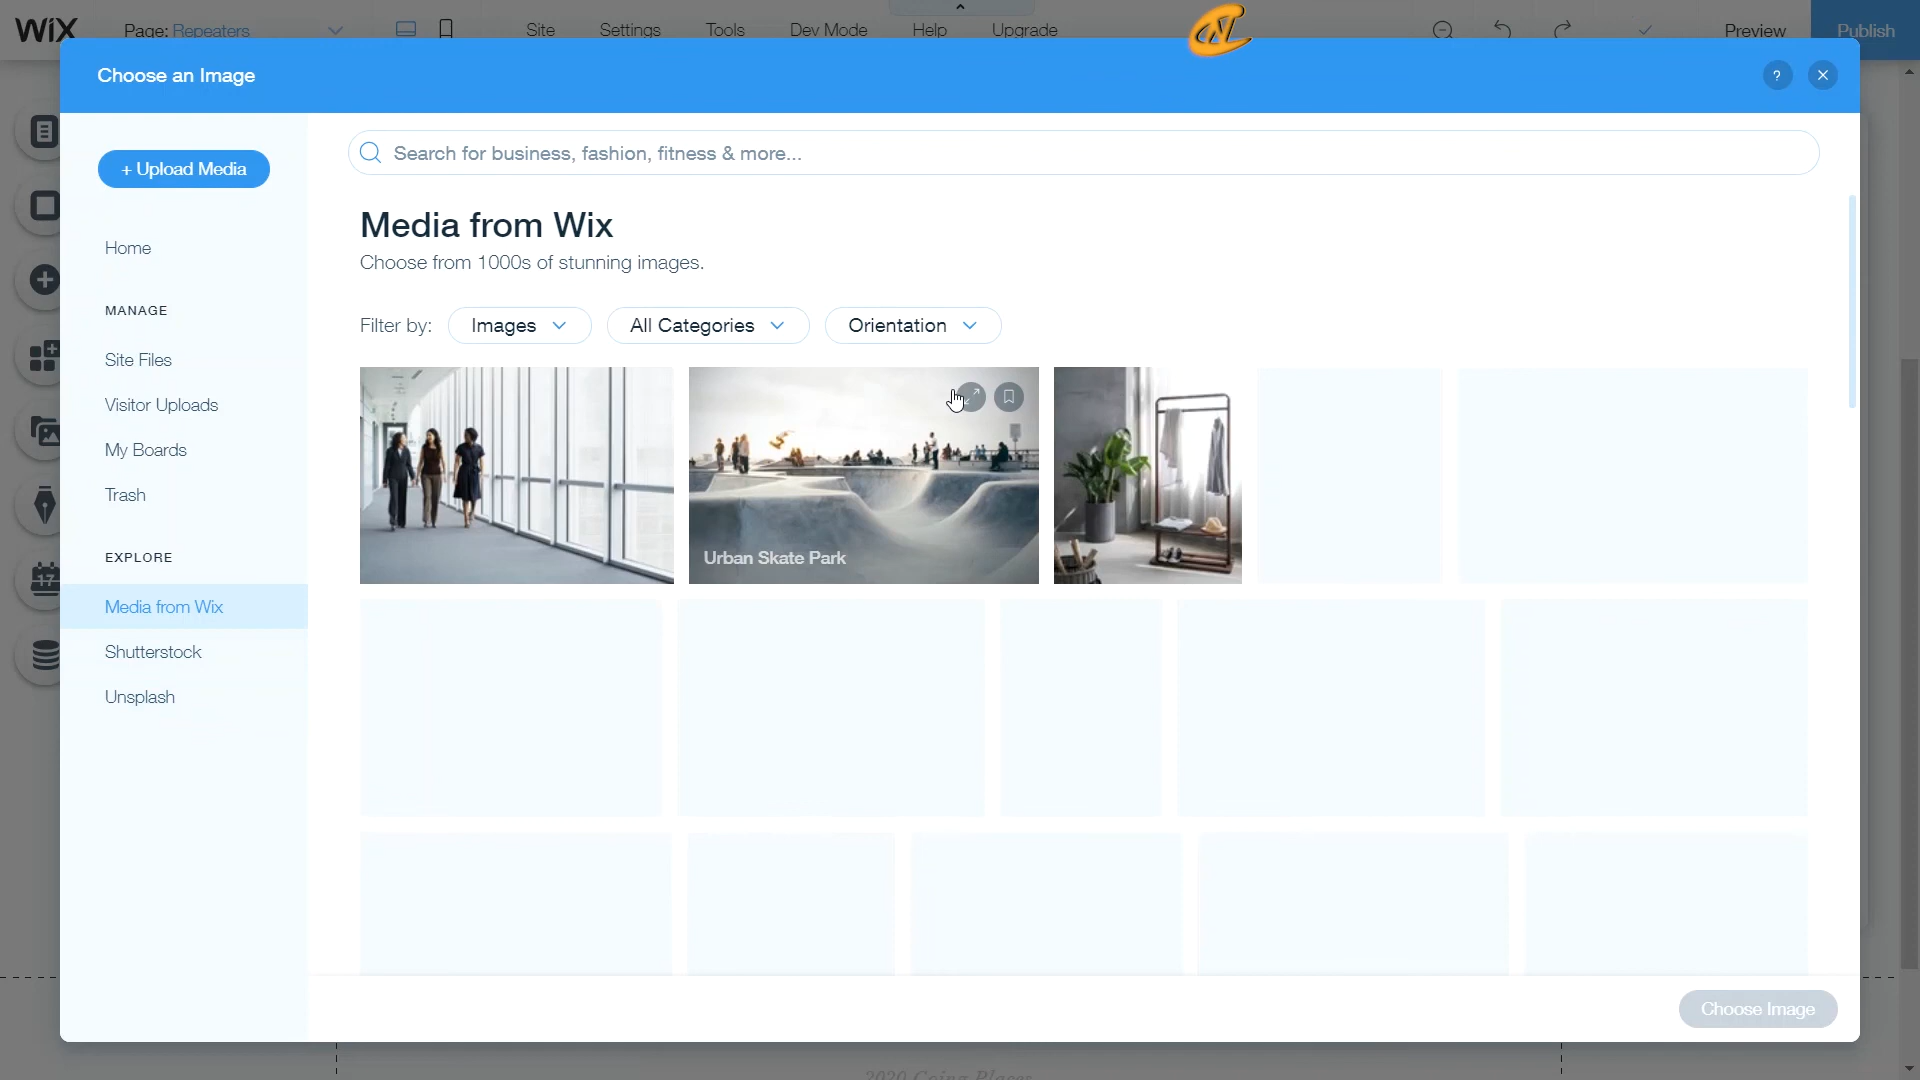 WiX Page: Repeaters Site Settings Tools Dev Mode Help Upgrade Preview Publish
Choose an Image ?
+ Upload Media
Search for business, fashion, fitness & more...
Home
MANAGE
Site Files
Visitor Uploads
My Boards
Trash
EXPLORE
Media from Wix
Shutterstock
Unsplash
17
Media from Wix
Choose from 1000s of stunning images.
Filter by: Images All Categories Orientation
Urban Skate Park
Choose Image
2020 Going Places